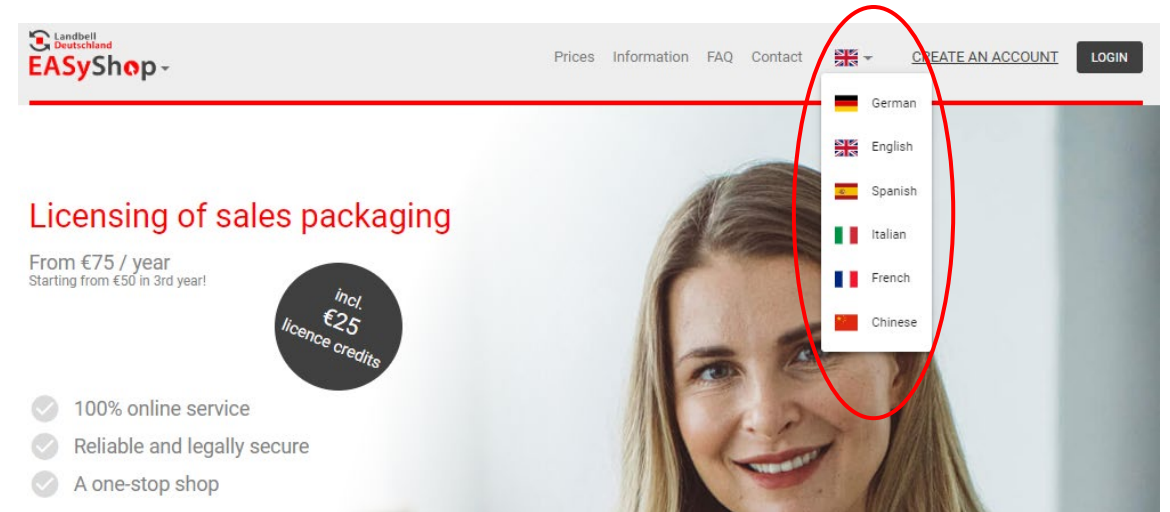 Landbell
Deutschland
EASyShop
Prices Information FAQ Contact CREATE AN ACCOUNT LOGIN
German
English
Spanish
Italian
French
Chinese
Licensing of sales packaging
From €75 / year
Starting from €50 in 3rd year!
incl.
€25
licence credits
100% online service
Reliable and legally secure
A one-stop shop